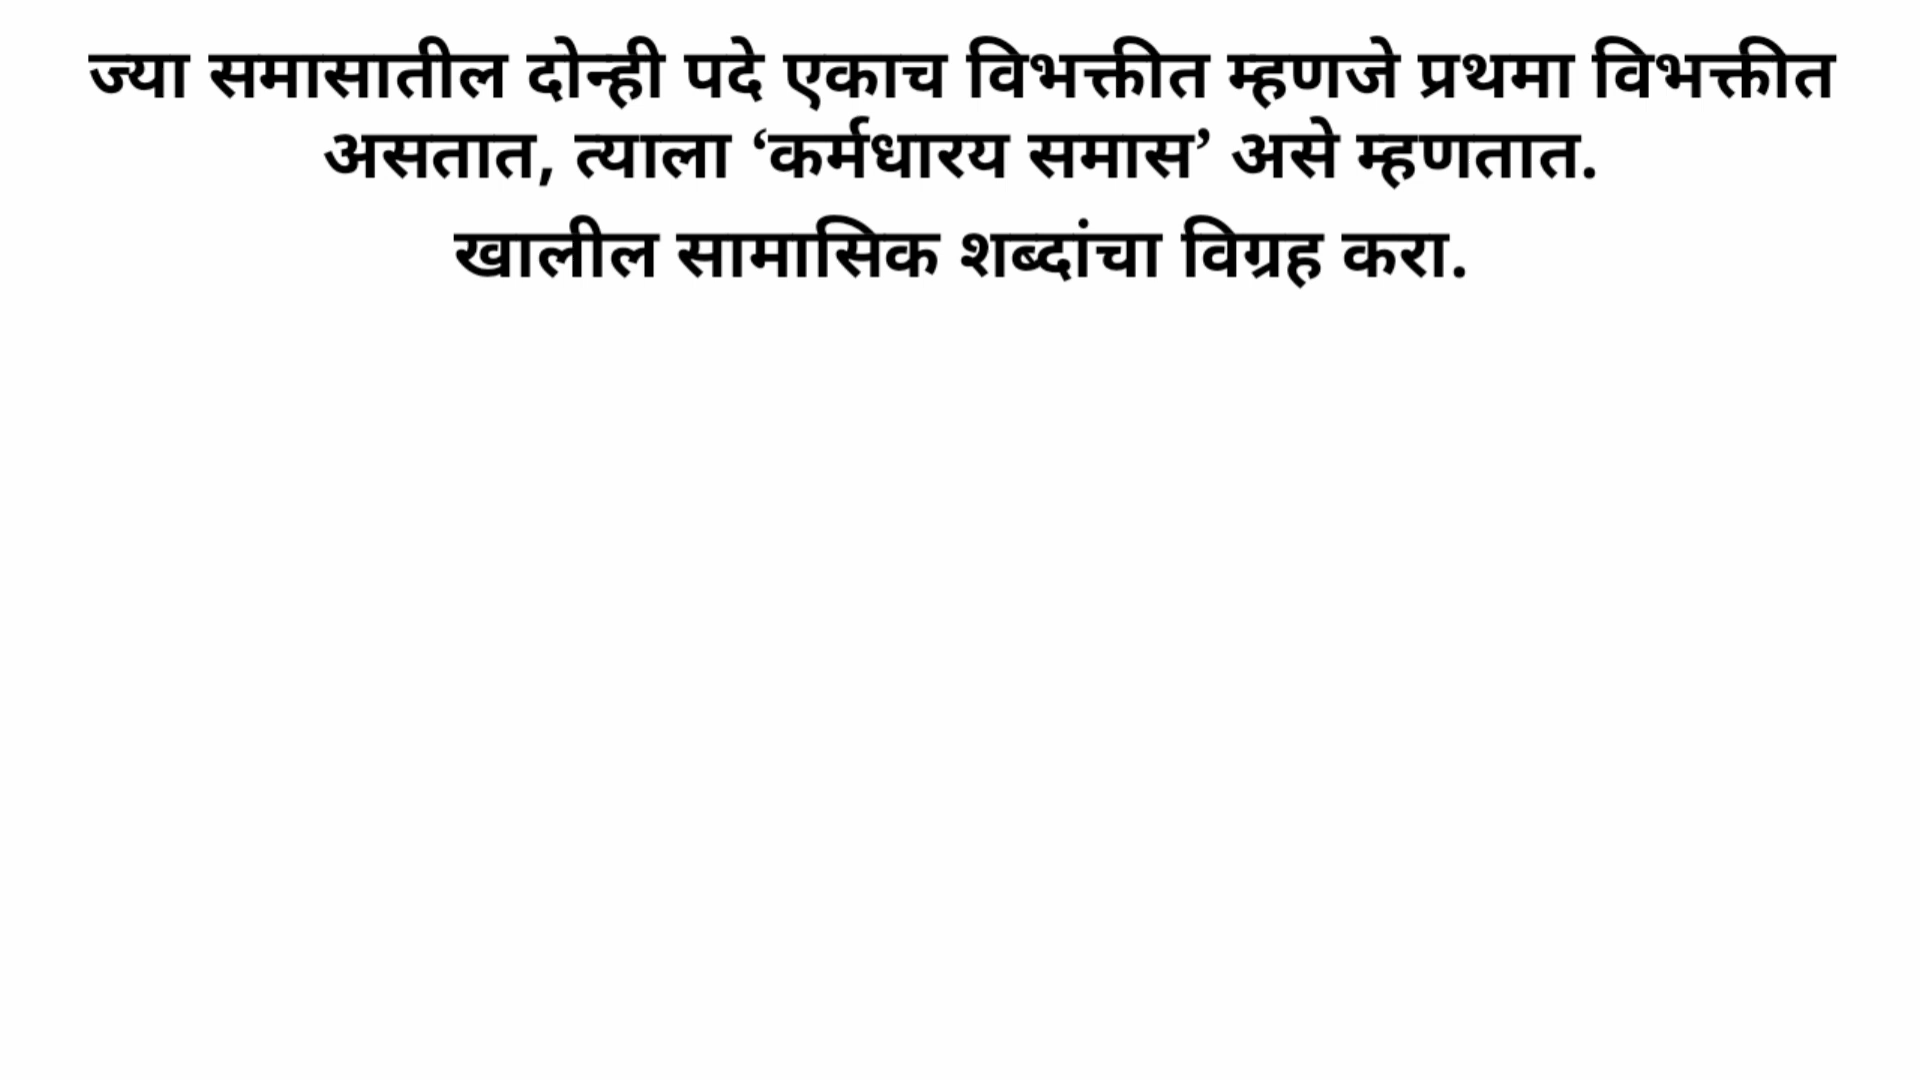 ज्या समासातील दोन्ही पदे एकाच विभक्तीत म्हणजे प्रथमा विभक्तीत
असतात, त्याला ‘कर्मधारय समास’ असे म्हणतात.
खालील सामासिक शब्दांचा विग्रह करा.